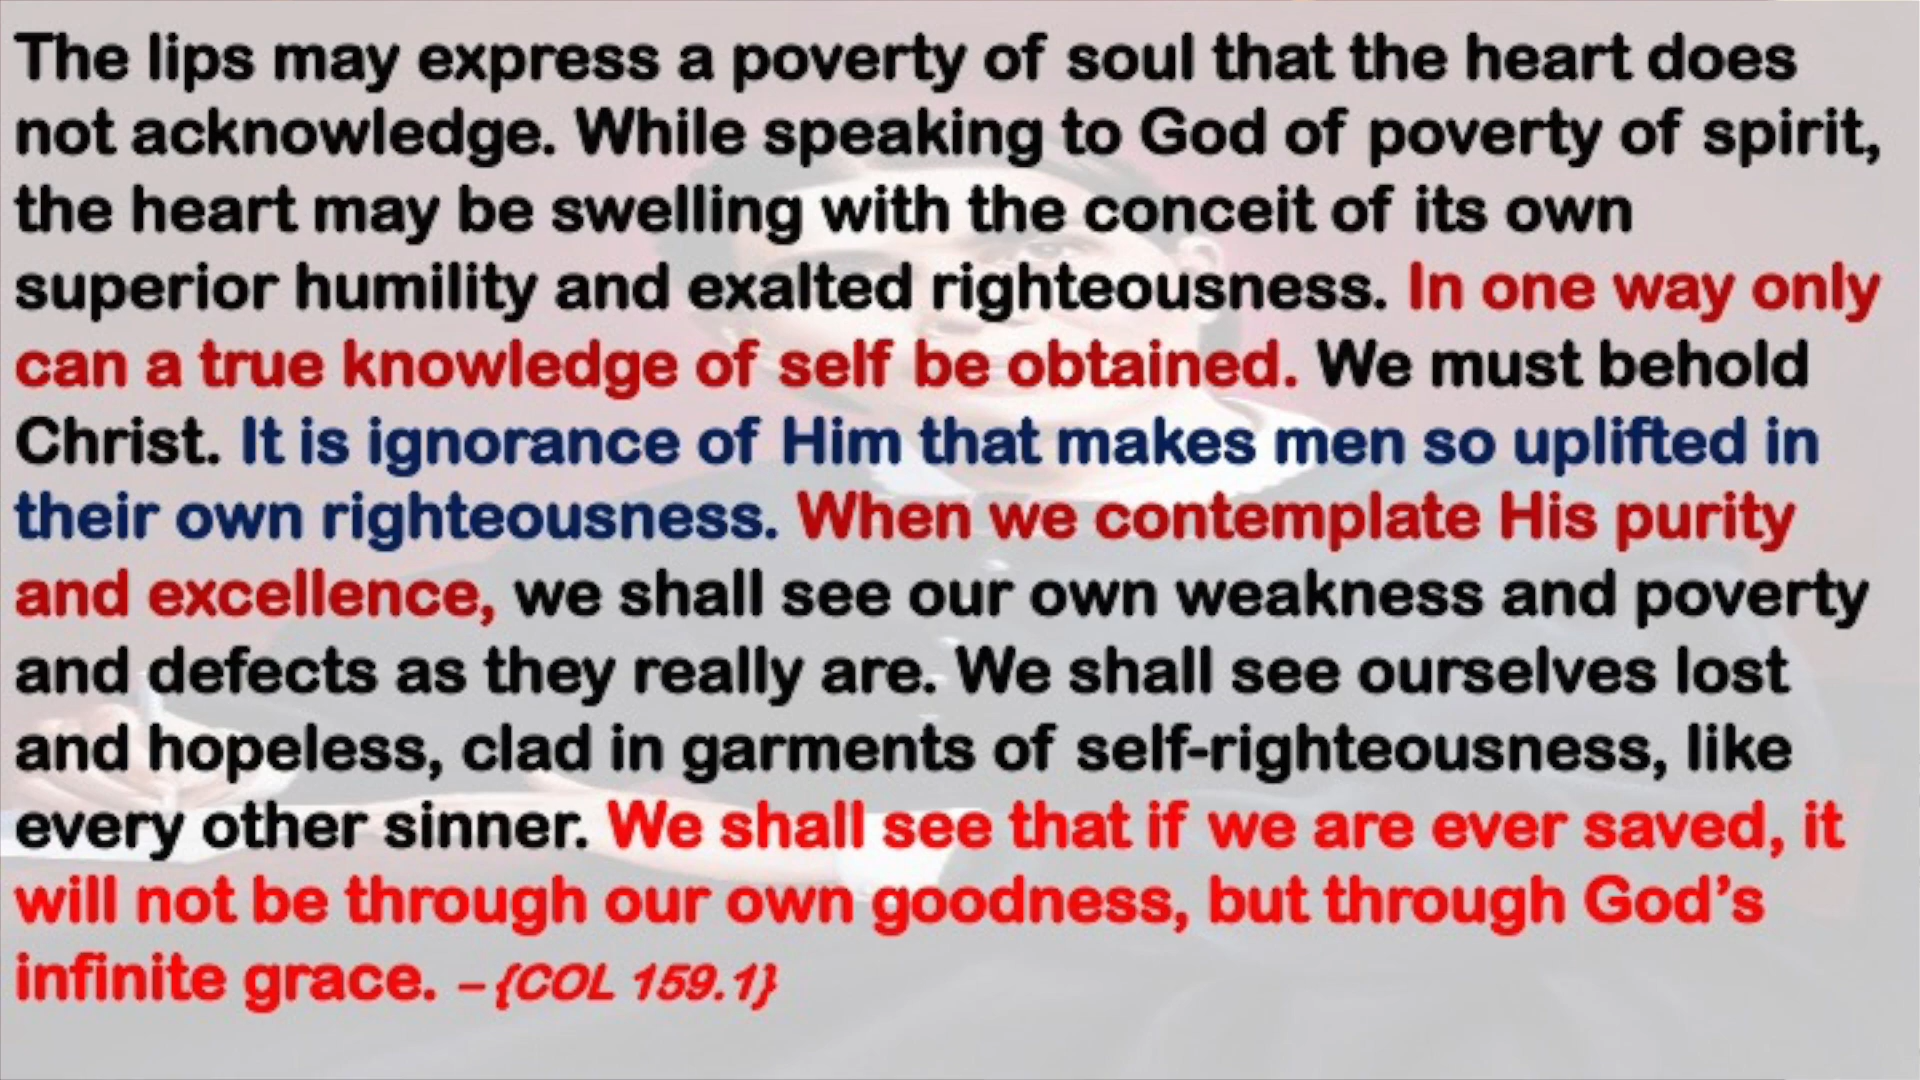 The lips may express a poverty of soul that the heart does
not acknowledge. While speaking to God of poverty of spirit,
the heart may be swelling with the conceit of its own
superior humility and exalted righteousness. In one way only
can a true knowledge of self be obtained. We must behold
Christ. It is ignorance of Him that makes men so uplifted in
their own righteousness. When we contemplate His purity
and excellence, we shall see our own weakness and poverty
and defects as they really are. We shall see ourselves lost
and hopeless, clad in garments of self-righteousness, like
every other sinner. We shall see that if we are ever saved, it
will not be through our own goodness, but through God’s
infinite grace. – {COL 159.1}